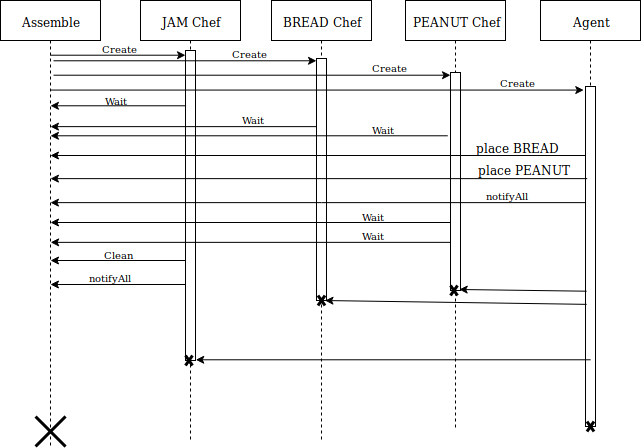 Assemble
JAM Chef
BREAD Chef
PEANUT Chef
Agent
Create
Create
Create
Create
Wait
Wait
Wait
place BREAD
place PEANUT
notifyAll
Wait
Wait
Clean
notifyAll